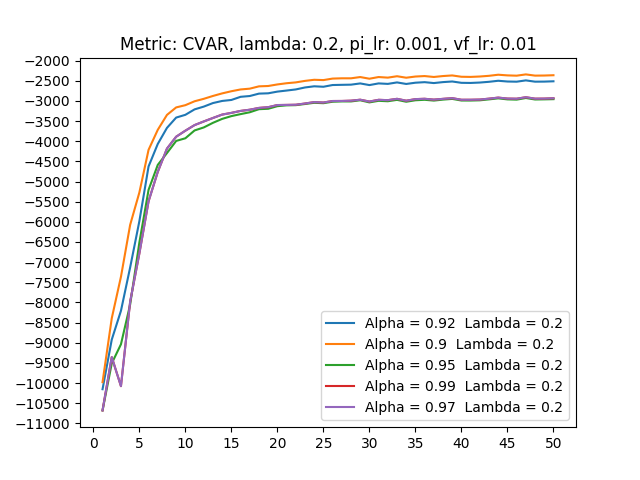 Metric: CVAR, lambda: 0.2, pi_lr: 0.001, vf_lr: 0.01
−2000
−2500
−3000
−3500
−4000
−4500
−5000
−5500
−6000
−6500
−7000
−7500
−8000
−8500
−9000
−9500
−10000
−10500
−11000
Alpha = 0.92 Lambda = 0.2
Alpha = 0.9 Lambda = 0.2
Alpha = 0.95 Lambda = 0.2
Alpha = 0.99 Lambda = 0.2
Alpha = 0.97 Lambda = 0.2
0 5 10 15 20 25 30 35 40 45 50